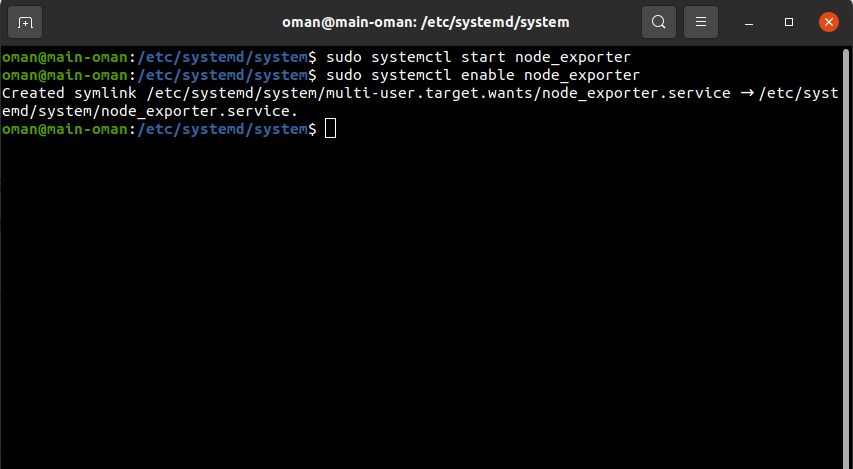 oman@main-oman: /etc/systemd/system
oman@main-oman:/etc/systemd/system$ sudo systemctl start node_exporter
oman@main-oman:/etc/systemd/system$ sudo systemctl enable node_exporter
Created symlink /etc/systemd/system/multi-user.target.wants/node_exporter.service → /etc/syst
emd/system/node_exporter.service.
oman@main-oman:/etc/systemd/system$